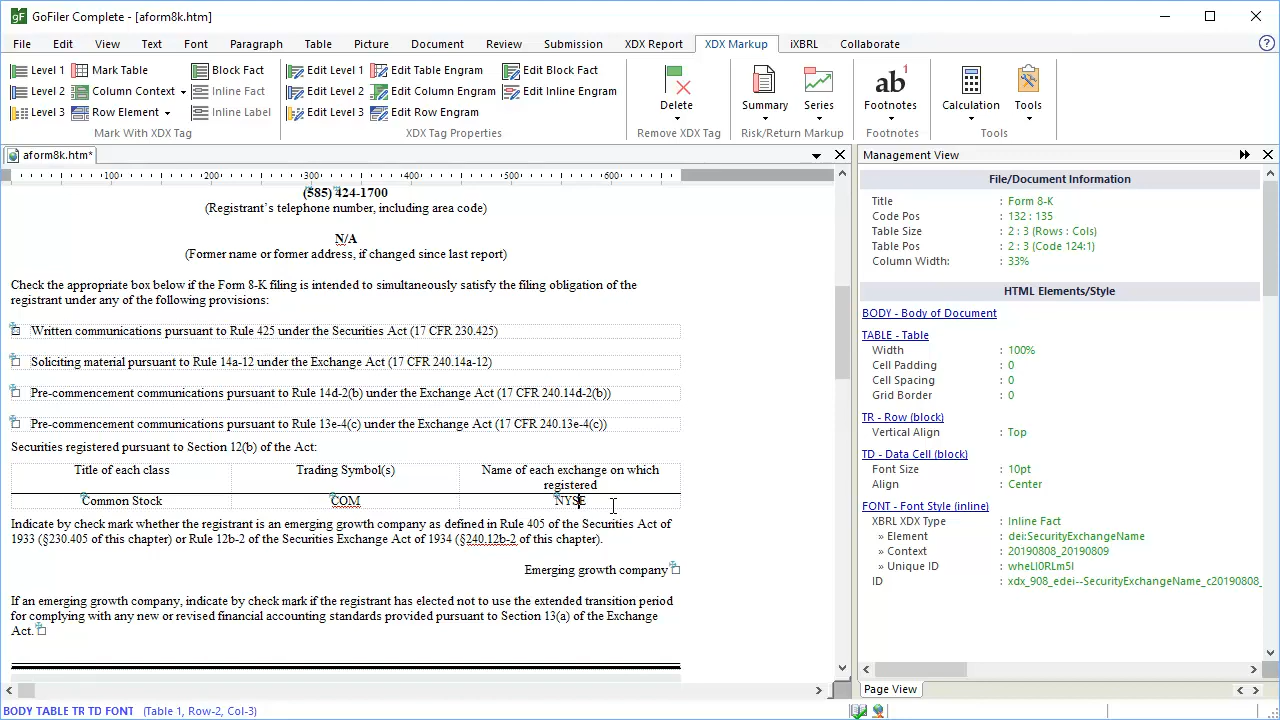 GoFiler Complete - [aform8k.htm]
File Edit View Text Font Paragraph Table Picture Document Review Submission XDX Report XDX Markup iXBRL Collaborate
Level 1 Mark Table Block Fact Edit Level 1 Edit Table Engram Edit Block Fact
Level 2 Column Context Inline Fact Edit Level 2 Edit Column Engram Edit Inline Engram
Level 3 Row Element Inline Label Edit Level 3 Edit Row Engram
Delete Summary Series Footnotes Calculation Tools
Mark With XDX Tag XDX Tag Properties Remove XDX Tag Risk/Return Markup Footnotes Tools
aform8k.htm*
100 200 300 400 500 600
(585) 424-1700
(Registrant's telephone number, including area code)
N/A
(Former name or former address, if changed since last report)
Check the appropriate box below if the Form 8-K filing is intended to simultaneously satisfy the filing obligation of the
registrant under any of the following provisions:
Written communications pursuant to Rule 425 under the Securities Act (17 CFR 230.425)
Soliciting material pursuant to Rule 14a-12 under the Exchange Act (17 CFR 240.14a-12)
Pre-commencement communications pursuant to Rule 14d-2(b) under the Exchange Act (17 CFR 240.14d-2(b))
Pre-commencement communications pursuant to Rule 13e-4(c) under the Exchange Act (17 CFR 240.13e-4(c))
Securities registered pursuant to Section 12(b) of the Act:
Title of each class Trading Symbol(s) Name of each exchange on which
registered
Common Stock COM NYSE
Indicate by check mark whether the registrant is an emerging growth company as defined in Rule 405 of the Securities Act of
1933 (§230.405 of this chapter) or Rule 12b-2 of the Securities Exchange Act of 1934 (§240.12b-2 of this chapter).
Emerging growth company
If an emerging growth company, indicate by check mark if the registrant has elected not to use the extended transition period
for complying with any new or revised financial accounting standards provided pursuant to Section 13(a) of the Exchange
Act.
Management View
File/Document Information
Title : Form 8-K
Code Pos : 132 : 135
Table Size : 2 : 3 (Rows : Cols)
Table Pos : 2 : 3 (Code 124:1)
Column Width: : 33%
HTML Elements/Style
BODY - Body of Document
TABLE - Table
Width : 100%
Cell Padding : 0
Cell Spacing : 0
Grid Border : 0
TR - Row (block)
Vertical Align : Top
TD - Data Cell (block)
Font Size : 10pt
Align : Center
FONT - Font Style (inline)
XBRL XDX Type : Inline Fact
» Element : dei:SecurityExchangeName
» Context : 20190808_20190809
» Unique ID : wheLI0RLm5I
ID : xdx_908_edei--SecurityExchangeName_c20190808_
Page View
BODY TABLE TR TD FONT (Table 1, Row-2, Col-3)